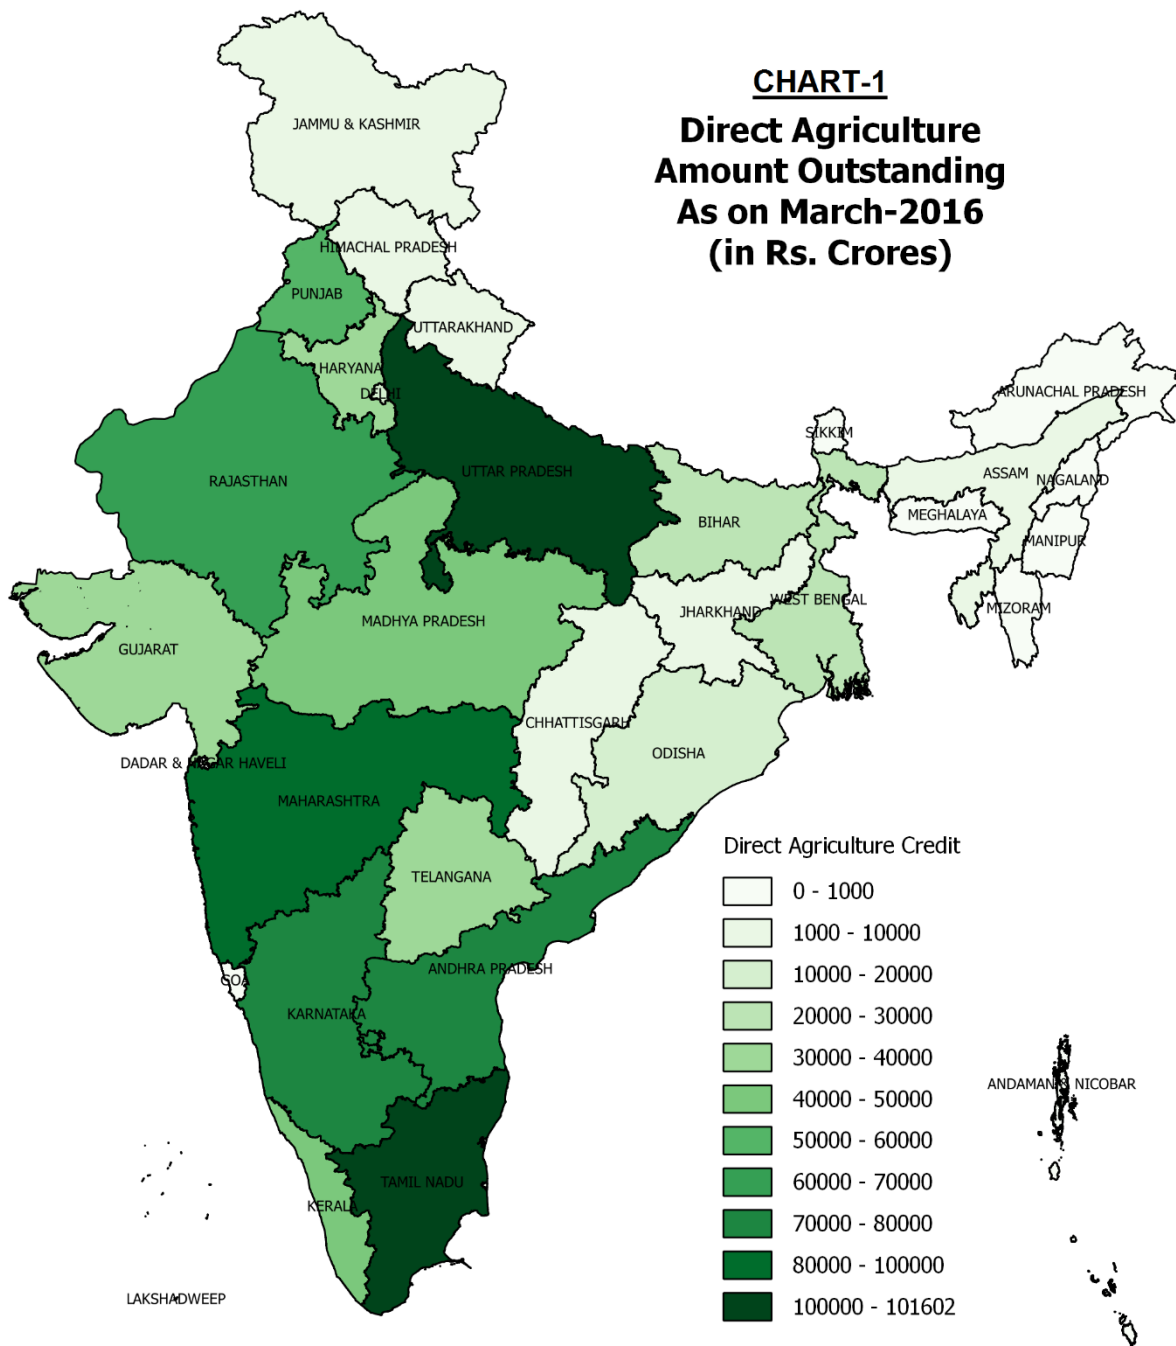 CHART-1
Direct Agriculture
Amount Outstanding
As on March-2016
(in Rs. Crores)
JAMMU & KASHMIR
HIMACHAL PRADESH
PUNJAB
UTTARAKHAND
HARYANA
DELHI
ARUNACHAL PRADESH
SIKKIM
RAJASTHAN
UTTAR PRADESH
ASSAM
NAGALAND
BIHAR
MEGHALAYA
MANIPUR
WEST BENGAL
MIZORAM
JHARKHAND
MADHYA PRADESH
GUJARAT
CHHATTISGARH
ODISHA
DADAR & NAGAR HAVELI
MAHARASHTRA
TELANGANA
ANDHRA PRADESH
GOA
KARNATAKA
ANDAMAN & NICOBAR
TAMIL NADU
KERALA
LAKSHADWEEP
Direct Agriculture Credit
0 - 1000
1000 - 10000
10000 - 20000
20000 - 30000
30000 - 40000
40000 - 50000
50000 - 60000
60000 - 70000
70000 - 80000
80000 - 100000
100000 - 101602